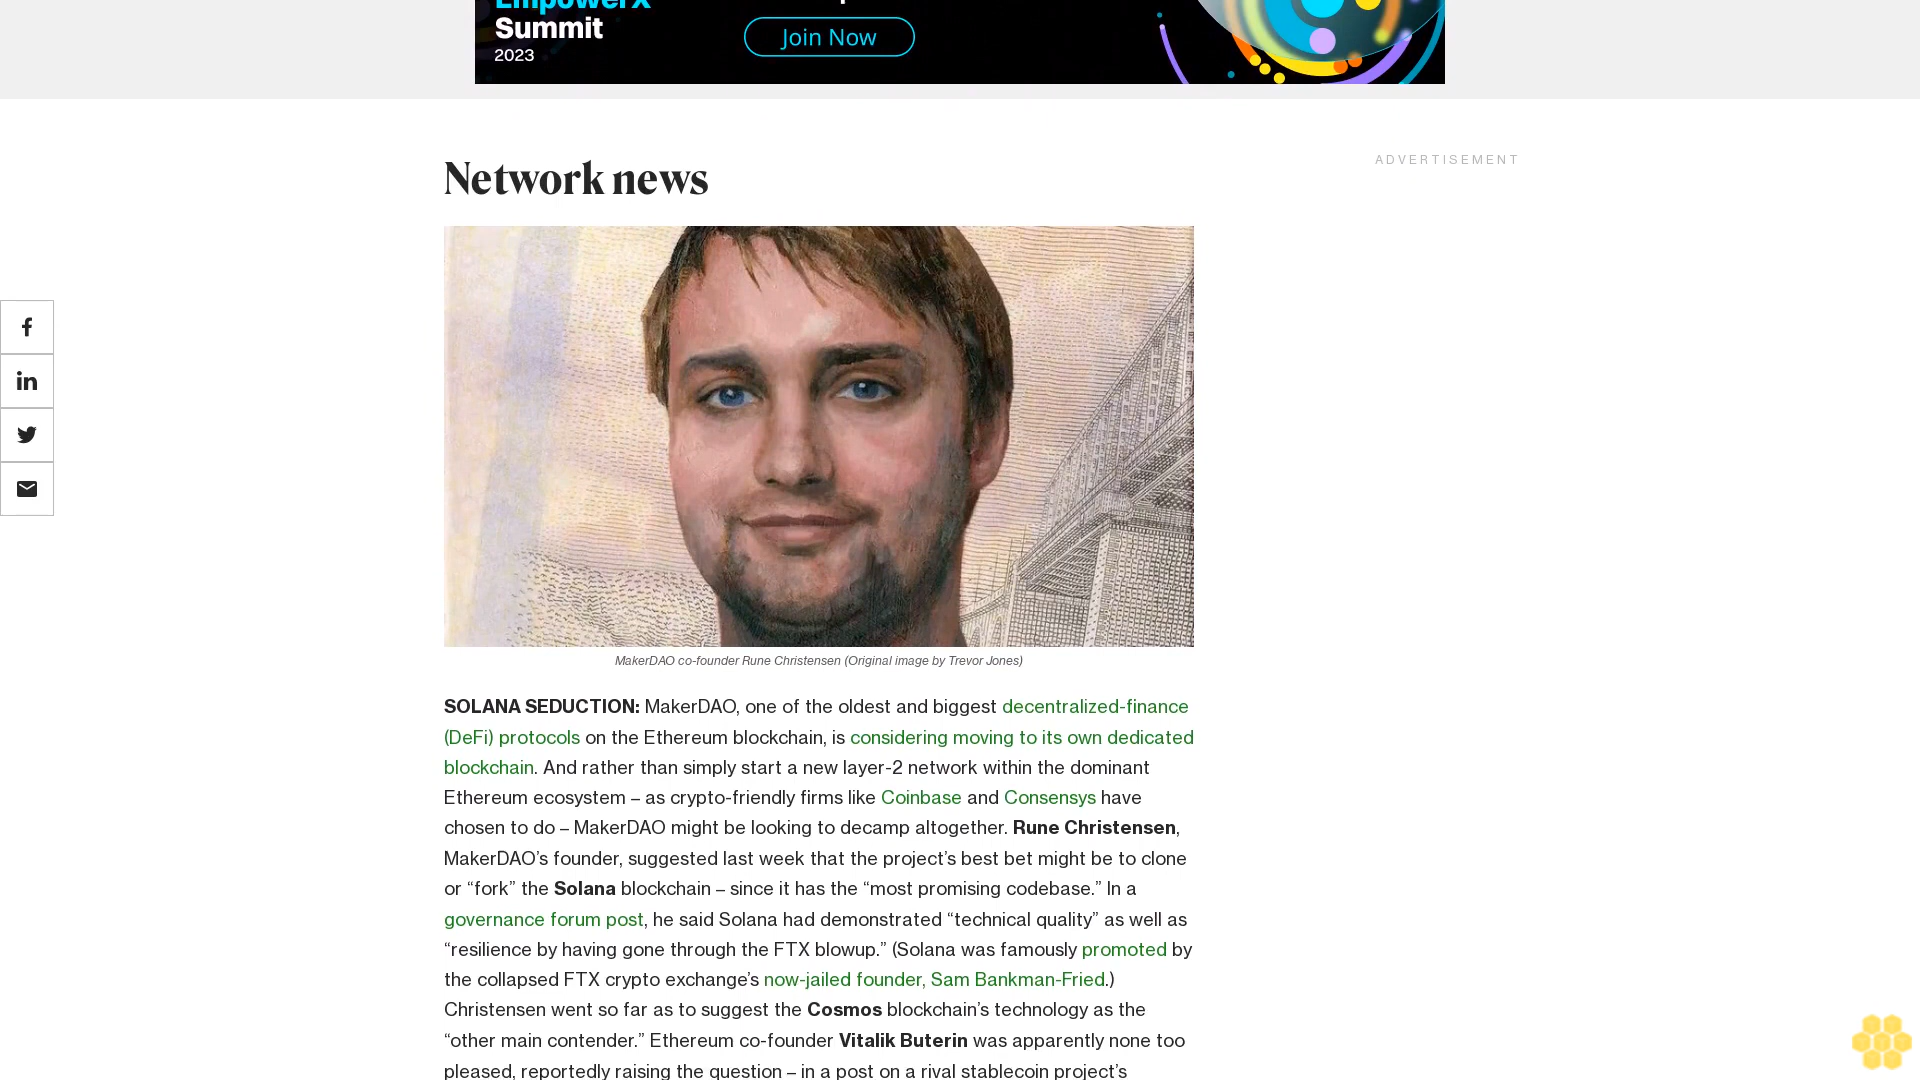 EmpowerX
Summit
2023
Join Now
ADVERTISEMENT
Network news
MakerDAO co-founder Rune Christensen (Original image by Trevor Jones)
SOLANA SEDUCTION: MakerDAO, one of the oldest and biggest decentralized-finance
(DeFi) protocols on the Ethereum blockchain, is considering moving to its own dedicated
blockchain. And rather than simply start a new layer-2 network within the dominant
Ethereum ecosystem – as crypto-friendly firms like Coinbase and Consensys have
chosen to do – MakerDAO might be looking to decamp altogether. Rune Christensen,
MakerDAO’s founder, suggested last week that the project’s best bet might be to clone
or “fork” the Solana blockchain – since it has the “most promising codebase.” In a
governance forum post, he said Solana had demonstrated “technical quality” as well as
“resilience by having gone through the FTX blowup.” (Solana was famously promoted by
the collapsed FTX crypto exchange’s now-jailed founder, Sam Bankman-Fried.)
Christensen went so far as to suggest the Cosmos blockchain’s technology as the
“other main contender.” Ethereum co-founder Vitalik Buterin was apparently none too
pleased, reportedly raising the question – in a post on a rival stablecoin project’s